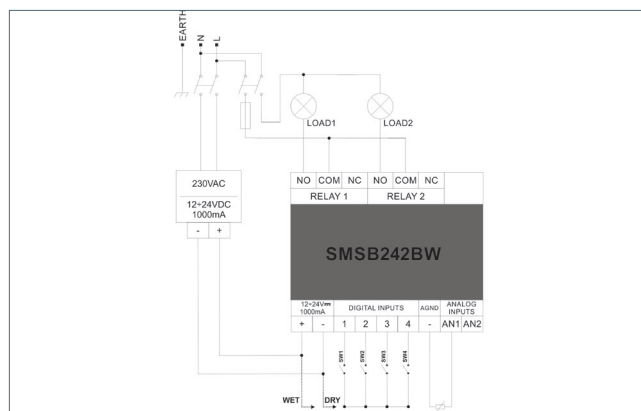 EARTH
N
L
LOAD1
LOAD2
NO COM NC NO COM NC
RELAY 1 RELAY 2
230VAC
12÷24VDC
1000mA
- +
SMSB242BW
12÷24V⎓
1000mA
DIGITAL INPUTS
AGND
ANALOG
INPUTS
+ - 1 2 3 4 - AN1 AN2
SW1
SW2
SW3
SW4
WET
DRY